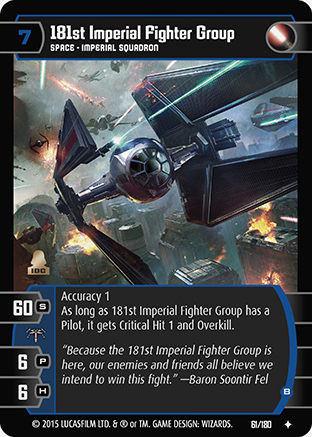 7
181st Imperial Fighter Group
SPACE • IMPERIAL SQUADRON
IDC
60 S
6 P
6 H
Accuracy 1
As long as 181st Imperial Fighter Group has a
Pilot, it gets Critical Hit 1 and Overkill.
“Because the 181st Imperial Fighter Group is
here, our enemies and friends all believe we
intend to win this fight.” —Baron Soontir Fel
B
© 2015 LUCASFILM LTD. & ® or TM. GAME DESIGN: WIZARDS.
61/180